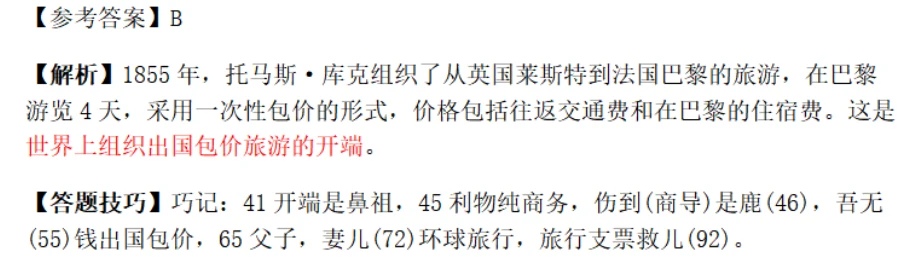 【参考答案】B
【解析】1855 年，托马斯·库克组织了从英国莱斯特到法国巴黎的旅游，在巴黎
游览 4 天，采用一次性包价的形式，价格包括往返交通费和在巴黎的住宿费。这是
世界上组织出国包价旅游的开端。
【答题技巧】巧记：41 开端是鼻祖，45 利物纯商务，伤到(商导)是鹿(46)，吾无
(55)钱出国包价，65 父子，妻儿(72)环球旅行，旅行支票救儿(92)。